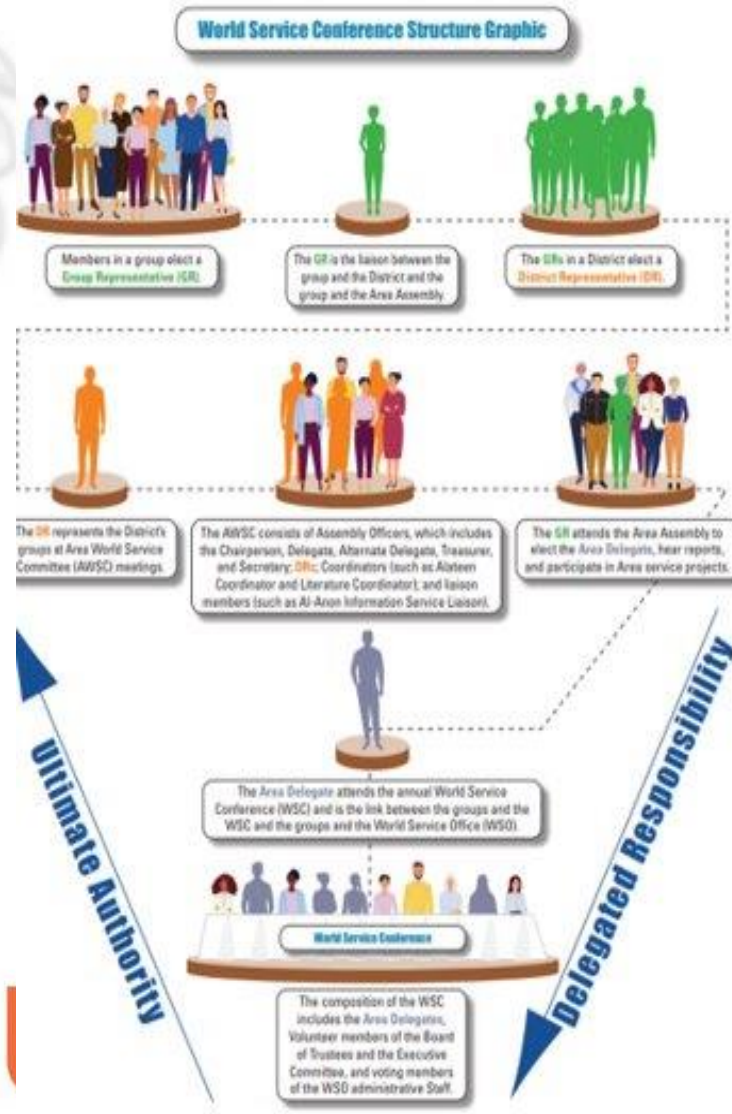 World Service Conference Structure Graphic
Members in a group elect a
Group Representative (GR).
The GR is the liaison between the
group and the District and the
group and the Area Assembly.
The GRs in a District elect a
District Representative (DR).
The DR represents the District's
groups at Area World Service
Committee (AWSC) meetings.
The AWSC consists of Assembly Officers, which includes
the Chairperson, Delegate, Alternate Delegate, Treasurer,
and Secretary; DRs; Coordinators (such as Alateen
Coordinator and Literature Coordinator); and liaison
members (such as Al-Anon Information Service Liaison).
The GR attends the Area Assembly to
elect the Area Delegate, hear reports,
and participate in Area service projects.
Ultimate Authority
Delegated Responsibility
The Area Delegate attends the annual World Service
Conference (WSC) and is the link between the groups and the
WSC and the groups and the World Service Office (WSO).
World Service Conference
The composition of the WSC
includes the Area Delegates,
Volunteer members of the Board
of Trustees and the Executive
Committee, and voting members
of the WSO administrative Staff.